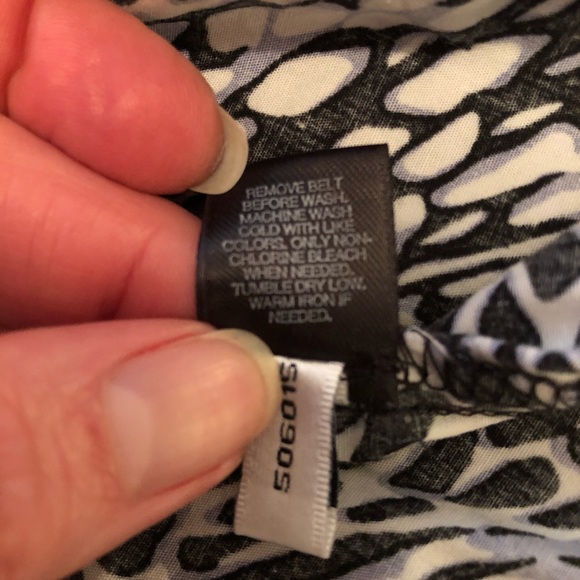 REMOVE BELT
BEFORE WASH.
MACHINE WASH
COLD WITH LIKE
COLORS. ONLY NON-
CHLORINE BLEACH
WHEN NEEDED.
TUMBLE DRY LOW.
WARM IRON IF
NEEDED.
506015